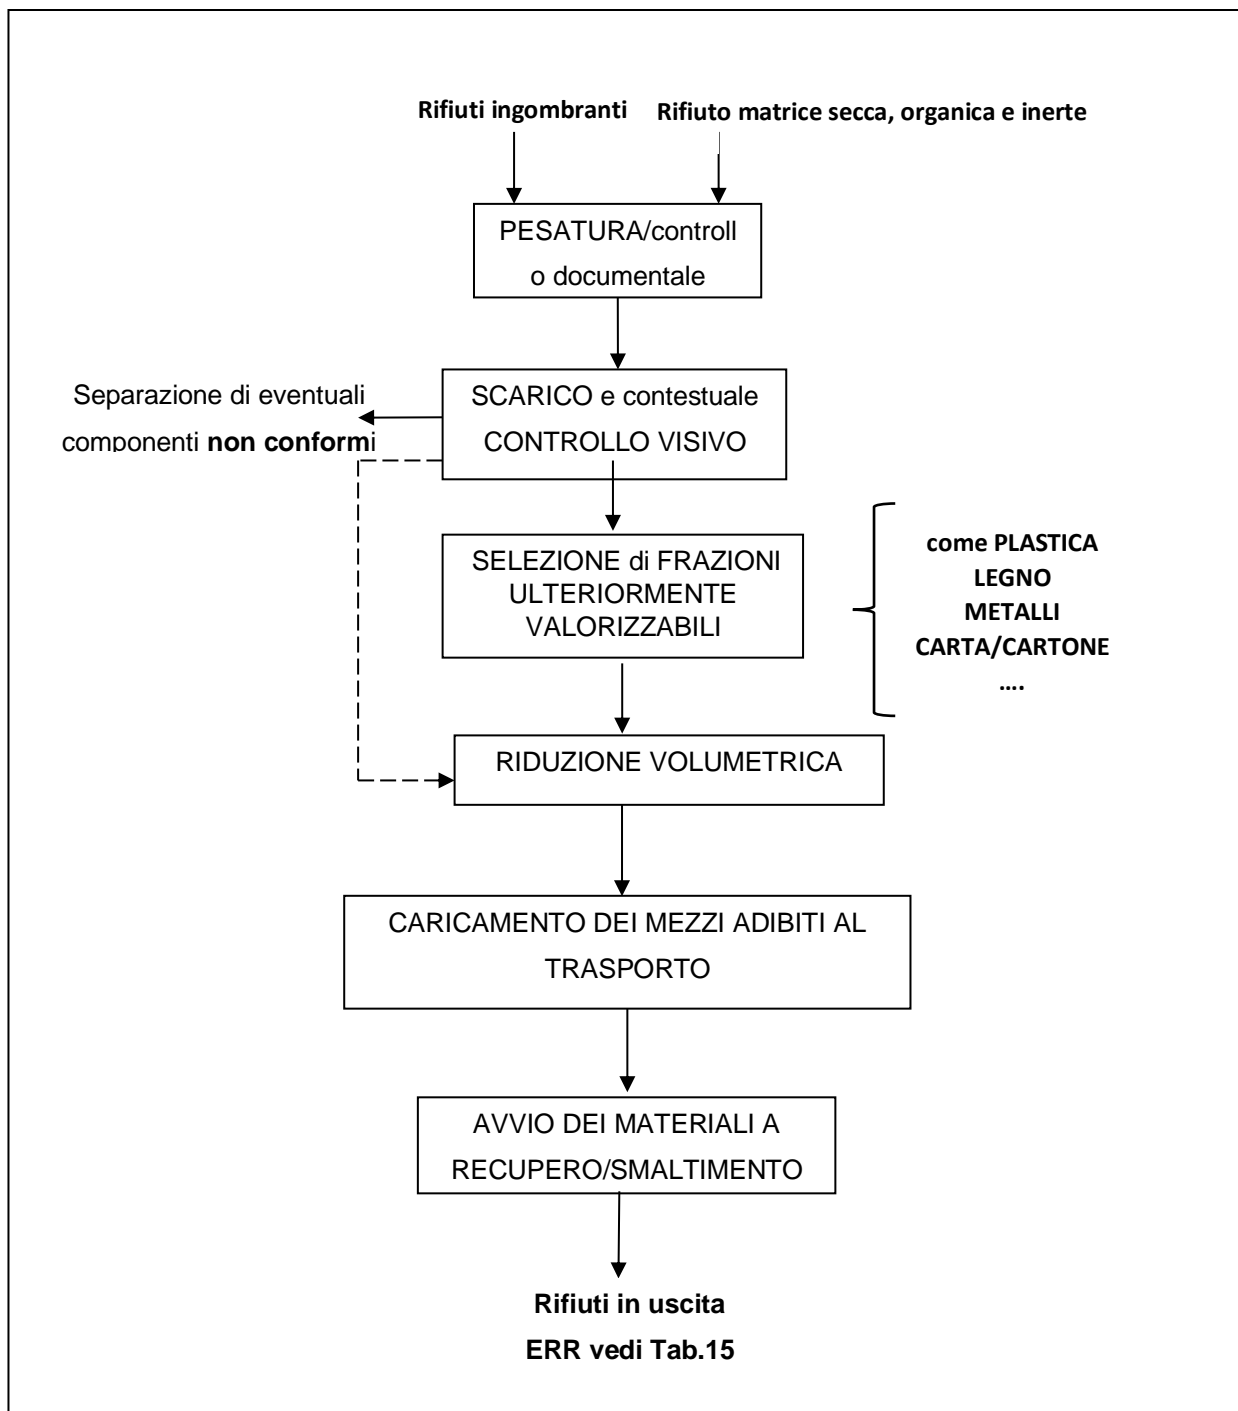 Rifiuti ingombranti
Rifiuto matrice secca, organica e inerte
PESATURA/controll
o documentale
Separazione di eventuali
componenti non conformi
SCARICO e contestuale
CONTROLLO VISIVO
SELEZIONE di FRAZIONI
ULTERIORMENTE
VALORIZZABILI
come PLASTICA
LEGNO
METALLI
CARTA/CARTONE
....
RIDUZIONE VOLUMETRICA
CARICAMENTO DEI MEZZI ADIBITI AL
TRASPORTO
AVVIO DEI MATERIALI A
RECUPERO/SMALTIMENTO
Rifiuti in uscita
ERR vedi Tab.15